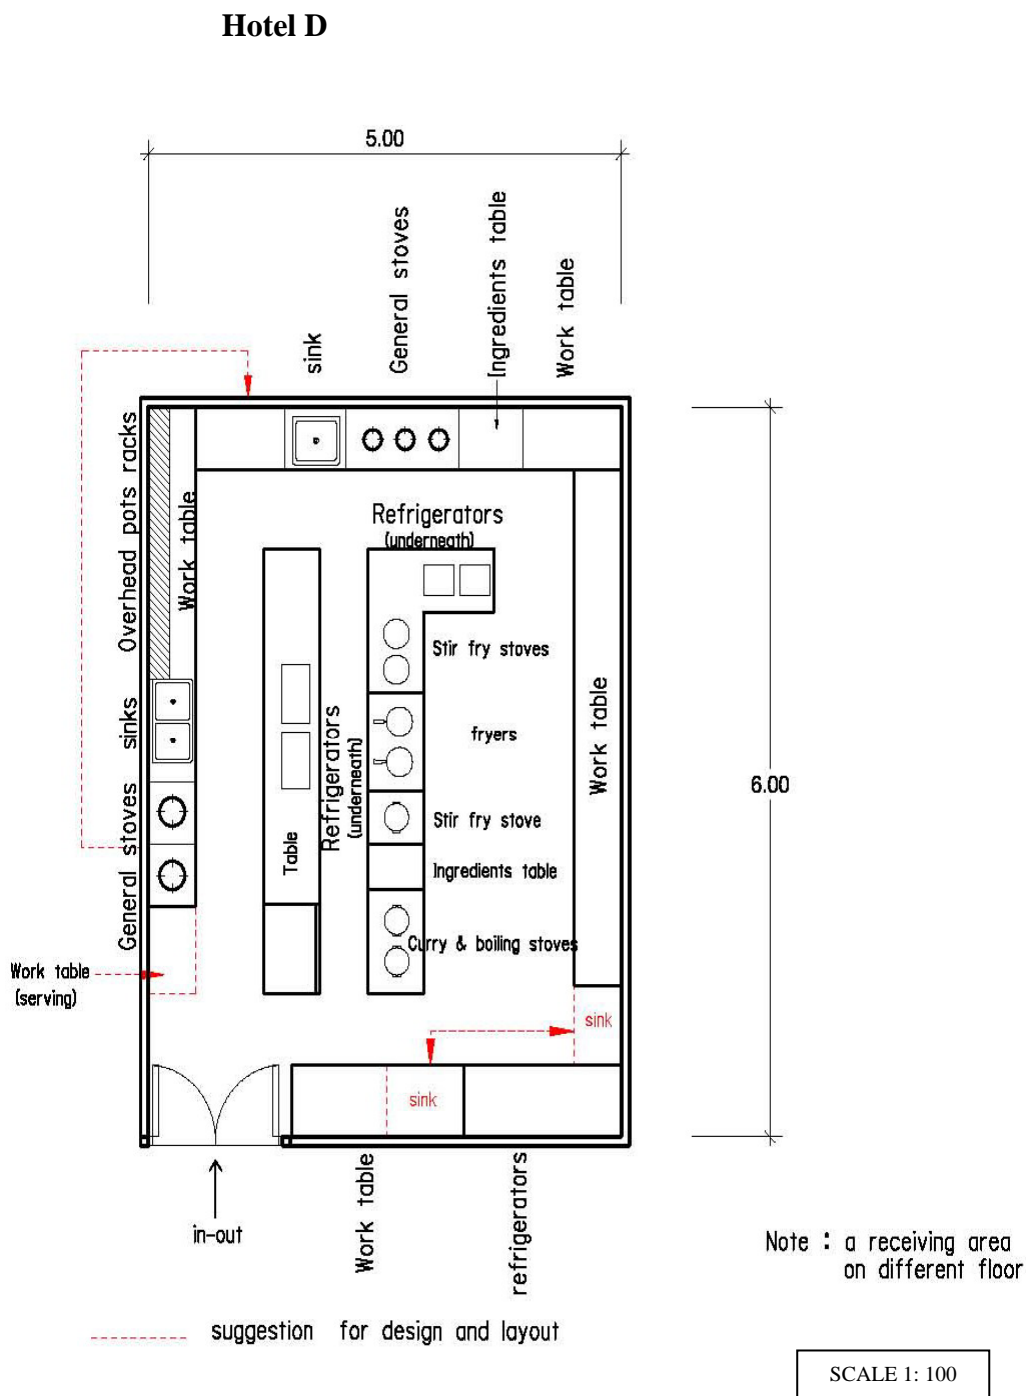 Hotel D
5.00
sink
General stoves
Ingredients table
Work table
Overhead pots racks
Work table
Refrigerators
(underneath)
Stir fry stoves
sinks
fryers
Refrigerators
(underneath)
Work table
6.00
General stoves
Stir fry stove
Table
Ingredients table
Curry & boiling stoves
Work table
(serving)
sink
sink
in-out
Work table
refrigerators
Note : a receiving area
on different floor
suggestion for design and layout
SCALE 1: 100